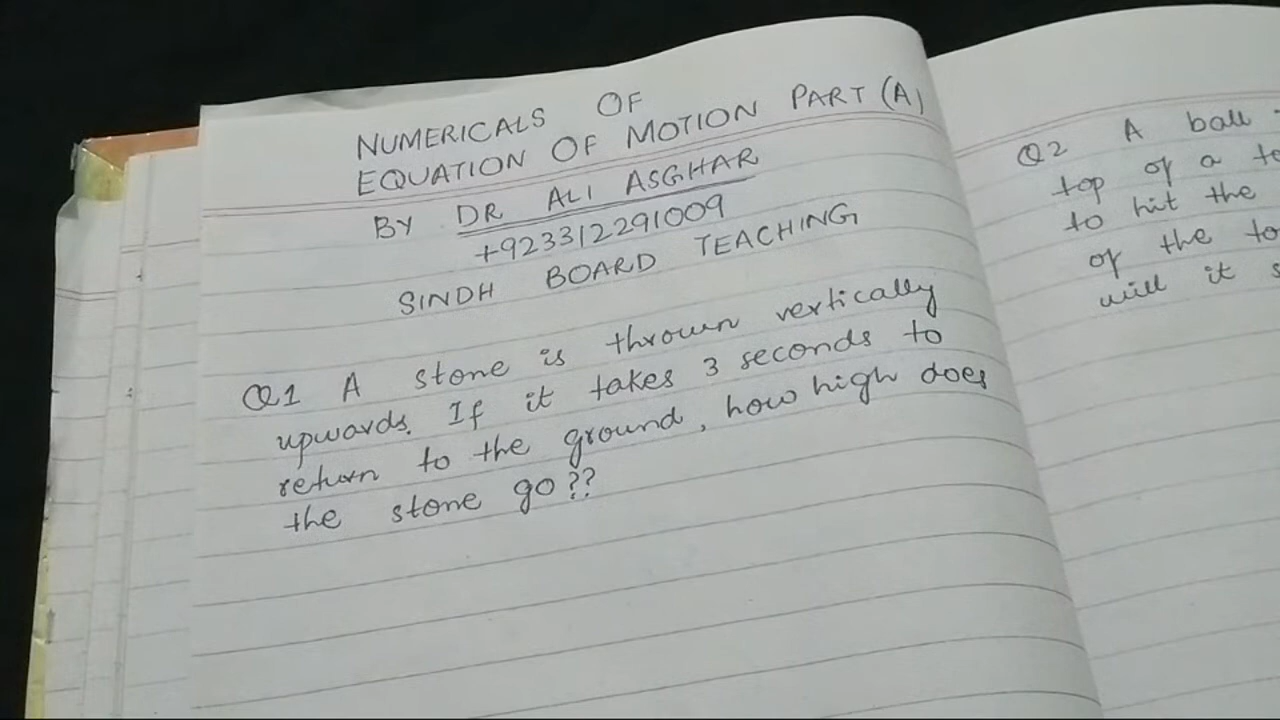 NUMERICALS OF
EQUATION OF MOTION PART (A)
BY DR ALI ASGHAR
+923312291009
SINDH BOARD TEACHING
Q1 A stone is thrown vertically
upwards. If it takes 3 seconds to
return to the ground, how high does
the stone go??
Q2 A ball
top of a
to hit the
of the
will it